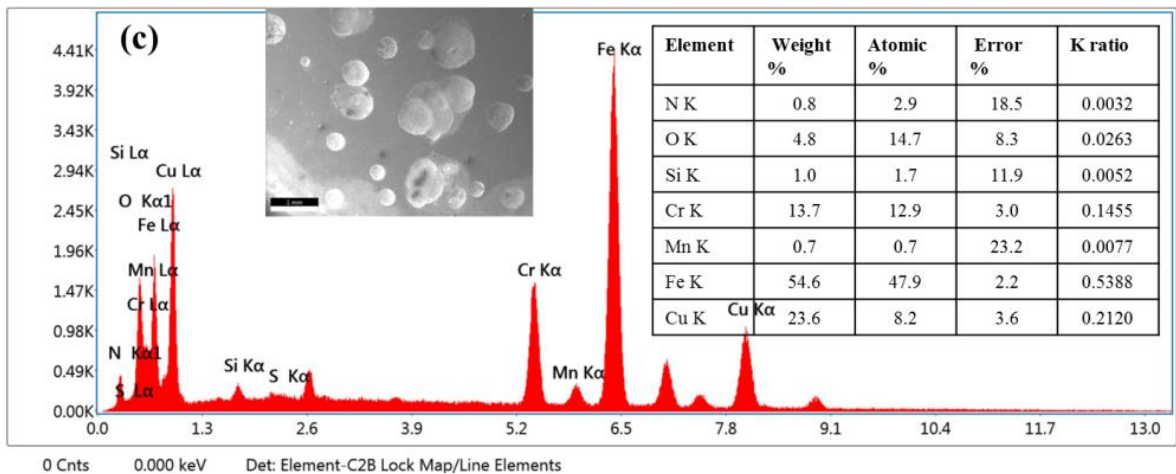 (c)
4.41K
3.92K
3.43K
2.94K
2.45K
1.96K
1.47K
0.98K
0.49K
0.00K
Si Lα
Cu Lα
O Kα1
Fe Lα
Mn Lα
Cr Lα
N Kα1
S Lα
Si Kα
S Kα
Cr Kα
Mn Kα
Fe Kα
Cu Kα
0.0 1.3 2.6 3.9 5.2 6.5 7.8 9.1 10.4 11.7 13.0
1 mm
Element Weight % Atomic % Error % K ratio
N K 0.8 2.9 18.5 0.0032
O K 4.8 14.7 8.3 0.0263
Si K 1.0 1.7 11.9 0.0052
Cr K 13.7 12.9 3.0 0.1455
Mn K 0.7 0.7 23.2 0.0077
Fe K 54.6 47.9 2.2 0.5388
Cu K 23.6 8.2 3.6 0.2120
0 Cnts 0.000 keV Det: Element-C2B Lock Map/Line Elements